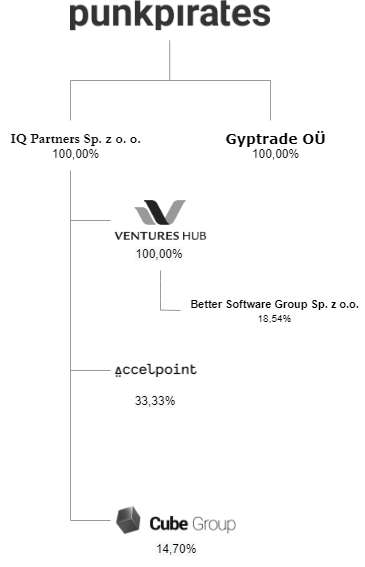 punkpirates
IQ Partners Sp. z o. o.
100,00%
Gyptrade OÜ
100,00%
VENTURES HUB
100,00%
Better Software Group Sp. z o.o.
18,54%
Accelpoint
33,33%
Cube Group
14,70%